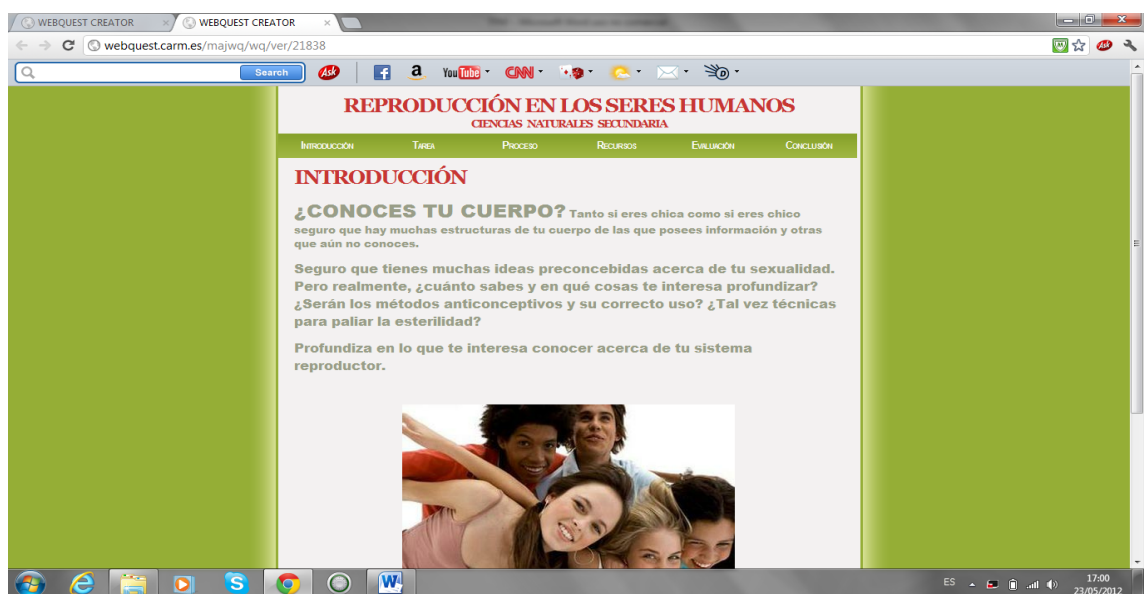 WEBQUEST CREATOR
WEBQUEST CREATOR
webquest.carm.es/majwq/wq/ver/21838
Search
Ask
a
YouTube
CNN
REPRODUCCIÓN EN LOS SERES HUMANOS
CIENCIAS NATURALES SECUNDARIA
INTRODUCCIÓN TAREA PROCESO RECURSOS EVALUACIÓN CONCLUSIÓN
INTRODUCCIÓN
¿CONOCES TU CUERPO? Tanto si eres chica como si eres chico
seguro que hay muchas estructuras de tu cuerpo de las que posees información y otras
que aún no conoces.
Seguro que tienes muchas ideas preconcebidas acerca de tu sexualidad.
Pero realmente, ¿cuánto sabes y en qué cosas te interesa profundizar?
¿Serán los métodos anticonceptivos y su correcto uso? ¿Tal vez técnicas
para paliar la esterilidad?
Profundiza en lo que te interesa conocer acerca de tu sistema
reproductor.
ES
17:00
23/05/2012